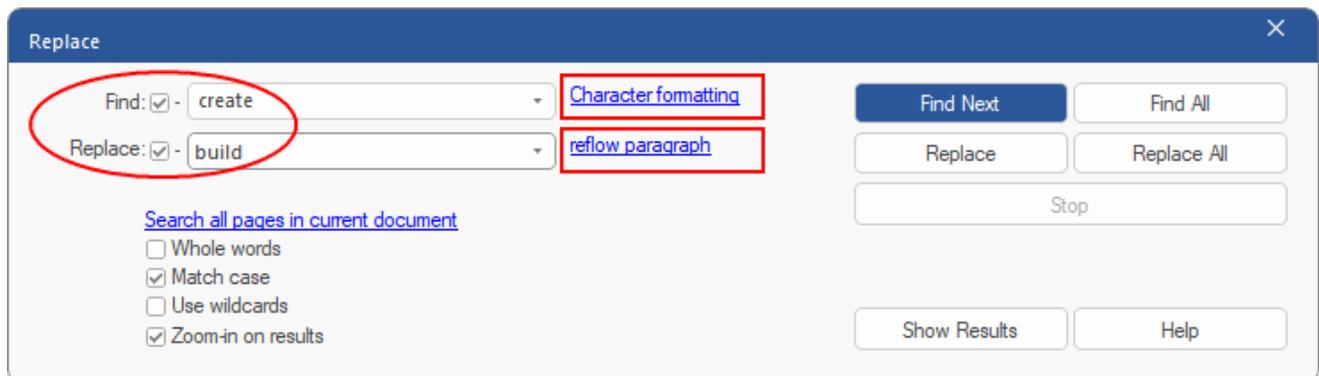 Replace
Find: - create Character formatting Find Next Find All
Replace: - build reflow paragraph Replace Replace All
Stop
Search all pages in current document
Whole words
Match case
Use wildcards
Zoom-in on results Show Results Help